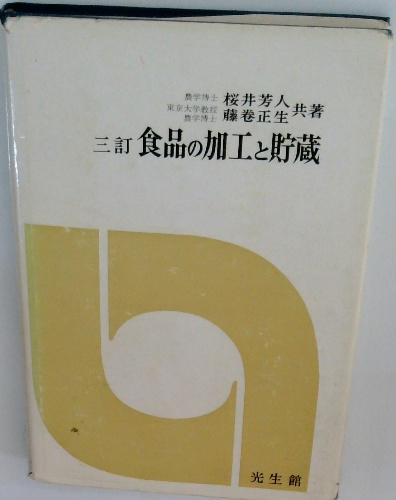 農学博士 桜井芳人
東京大学教授
農学博士 藤巻正生 共著
三訂 食品の加工と貯蔵
光生館